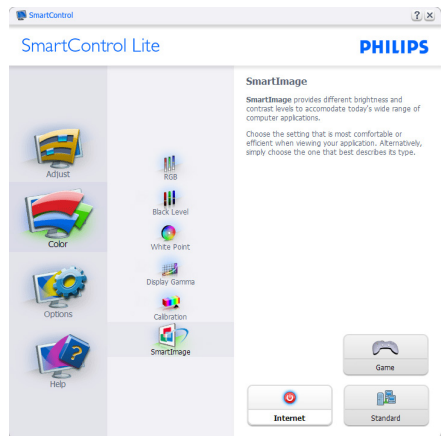 SmartControl
SmartControl Lite
PHILIPS
Adjust
Color
Options
Help
RGB
Black Level
White Point
Display Gamma
Calibration
SmartImage
SmartImage
SmartImage provides different brightness and
contrast levels to accomodate today's wide range of
computer applications.
Choose the setting that is most comfortable or
efficient when viewing your application. Alternatively,
simply choose the one that best describes its type.
Game
Internet
Standard